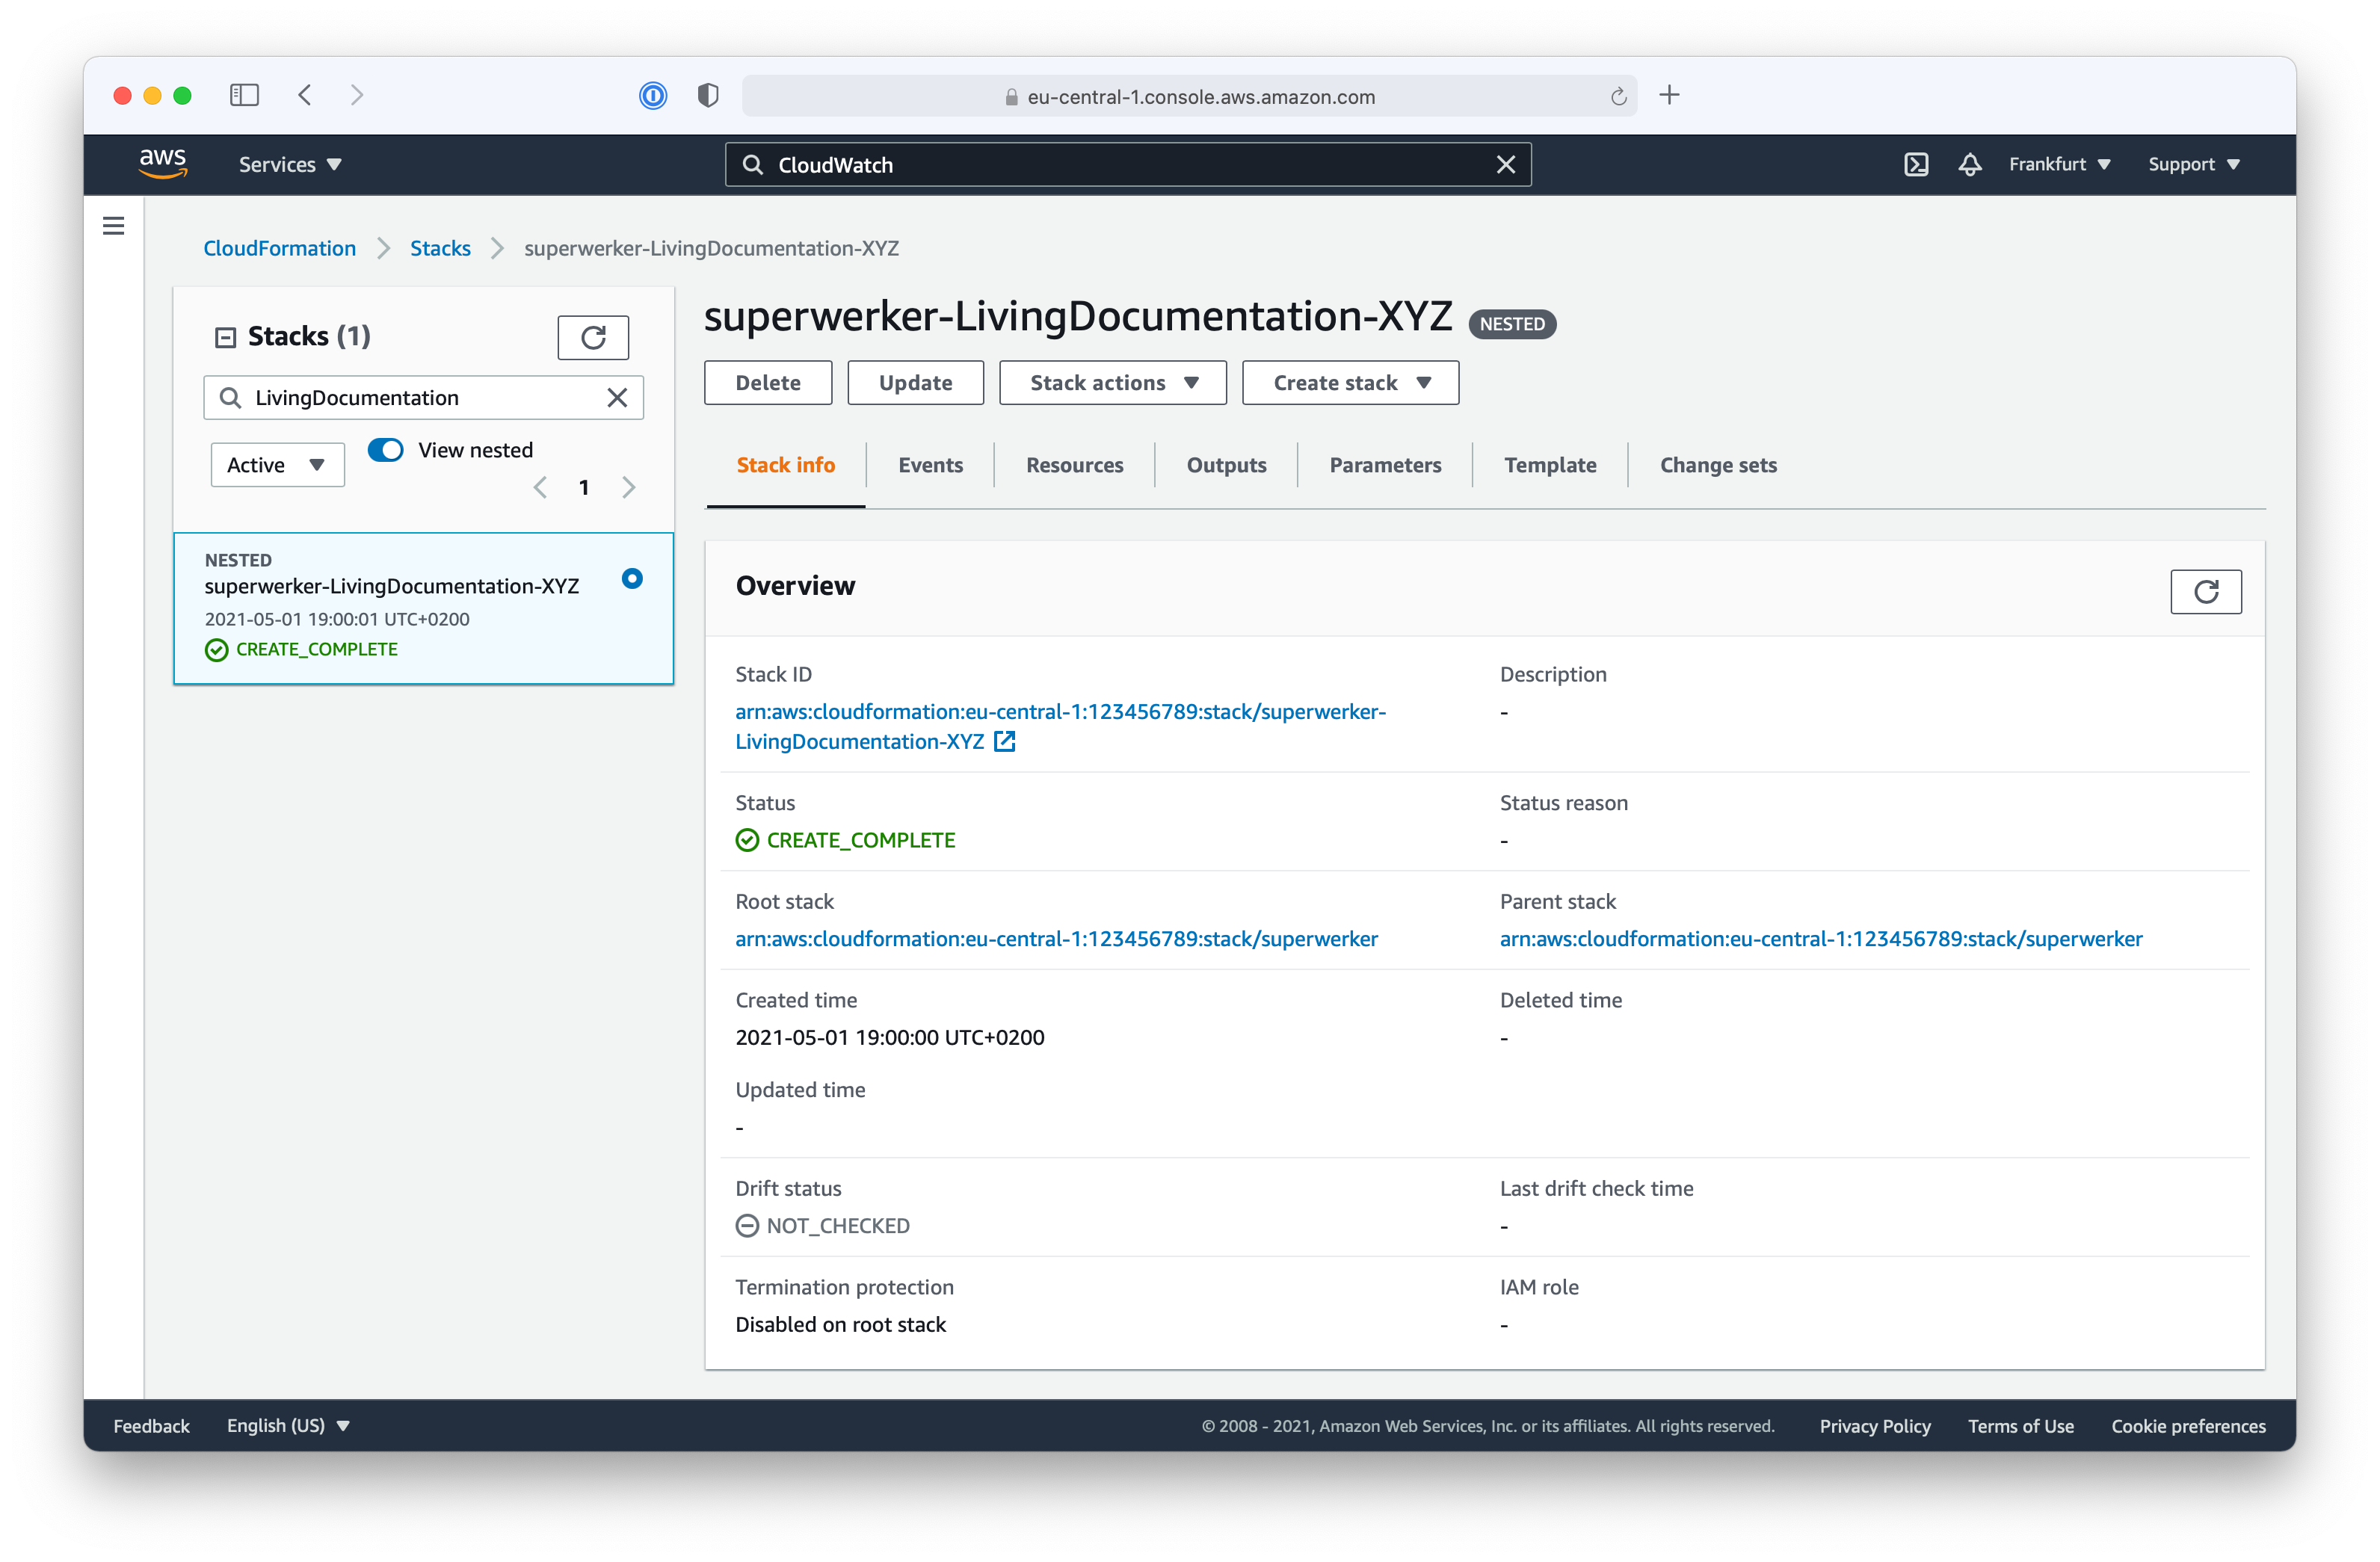 eu-central-1.console.aws.amazon.com
aws
Services
CloudWatch
Frankfurt
Support
CloudFormation
Stacks
superwerker-LivingDocumentation-XYZ
Stacks (1)
LivingDocumentation
Active
View nested
1
NESTED
superwerker-LivingDocumentation-XYZ
2021-05-01 19:00:01 UTC+0200
CREATE_COMPLETE
superwerker-LivingDocumentation-XYZ
NESTED
Delete
Update
Stack actions
Create stack
Stack info
Events
Resources
Outputs
Parameters
Template
Change sets
Overview
Stack ID
arn:aws:cloudformation:eu-central-1:123456789:stack/superwerker-
LivingDocumentation-XYZ
Description
-
Status
CREATE_COMPLETE
Status reason
-
Root stack
arn:aws:cloudformation:eu-central-1:123456789:stack/superwerker
Parent stack
arn:aws:cloudformation:eu-central-1:123456789:stack/superwerker
Created time
2021-05-01 19:00:00 UTC+0200
Deleted time
-
Updated time
-
Drift status
NOT_CHECKED
Last drift check time
-
Termination protection
Disabled on root stack
IAM role
-
Feedback
English (US)
© 2008 - 2021, Amazon Web Services, Inc. or its affiliates. All rights reserved.
Privacy Policy
Terms of Use
Cookie preferences